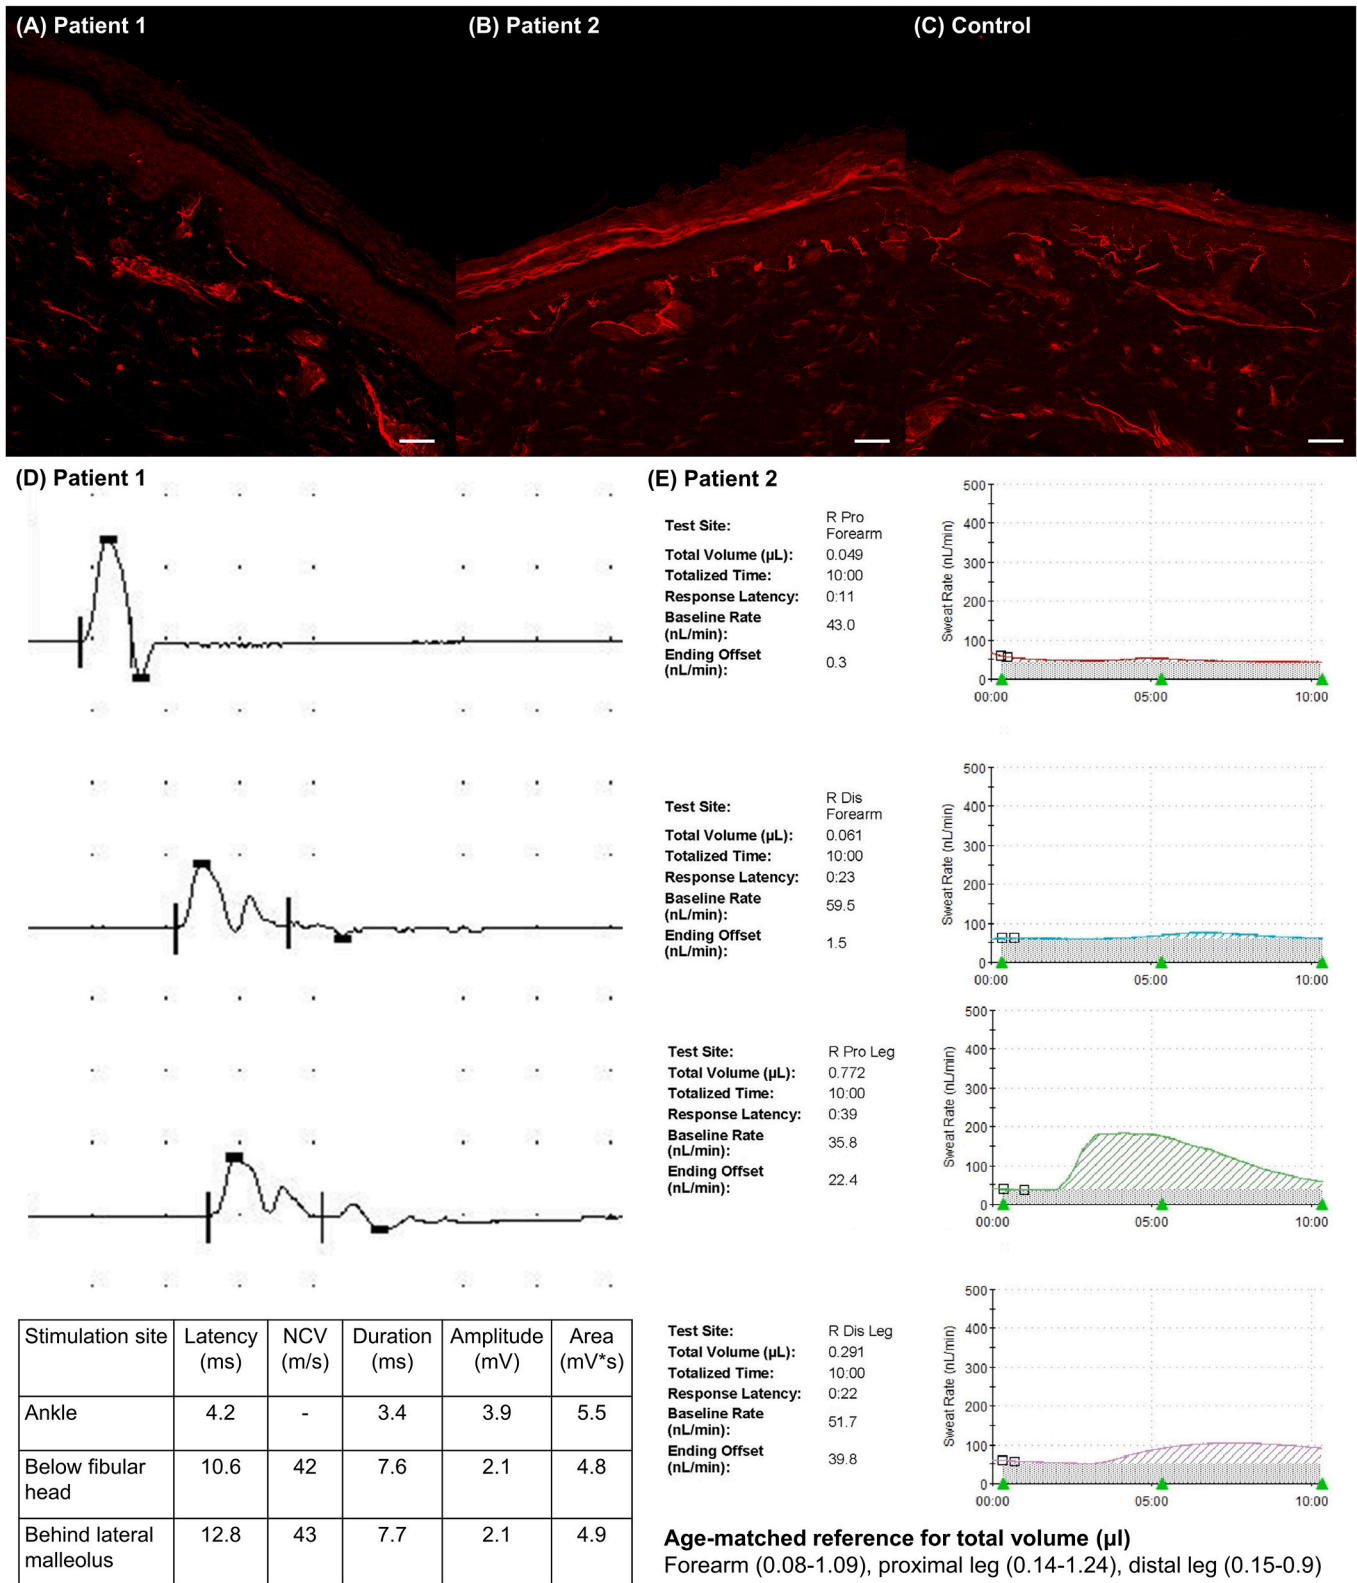 (A) Patient 1
(B) Patient 2
(C) Control
(D) Patient 1
Stimulation site Latency (ms) NCV (m/s) Duration (ms) Amplitude (mV) Area (mV*s)
Ankle 4.2 - 3.4 3.9 5.5
Below fibular head 10.6 42 7.6 2.1 4.8
Behind lateral malleolus 12.8 43 7.7 2.1 4.9
(E) Patient 2
Test Site: R Pro Forearm
Total Volume (µL): 0.049
Totalized Time: 10:00
Response Latency: 0:11
Baseline Rate (nL/min): 43.0
Ending Offset (nL/min): 0.3
Sweat Rate (nL/min)
500
400
300
200
100
0
00:00 05:00 10:00
Test Site: R Dis Forearm
Total Volume (µL): 0.061
Totalized Time: 10:00
Response Latency: 0:23
Baseline Rate (nL/min): 59.5
Ending Offset (nL/min): 1.5
Sweat Rate (nL/min)
500
400
300
200
100
0
00:00 05:00 10:00
Test Site: R Pro Leg
Total Volume (µL): 0.772
Totalized Time: 10:00
Response Latency: 0:39
Baseline Rate (nL/min): 35.8
Ending Offset (nL/min): 22.4
Sweat Rate (nL/min)
500
400
300
200
100
0
00:00 05:00 10:00
Test Site: R Dis Leg
Total Volume (µL): 0.291
Totalized Time: 10:00
Response Latency: 0:22
Baseline Rate (nL/min): 51.7
Ending Offset (nL/min): 39.8
Sweat Rate (nL/min)
500
400
300
200
100
0
00:00 05:00 10:00
Age-matched reference for total volume (µl)
Forearm (0.08-1.09), proximal leg (0.14-1.24), distal leg (0.15-0.9)